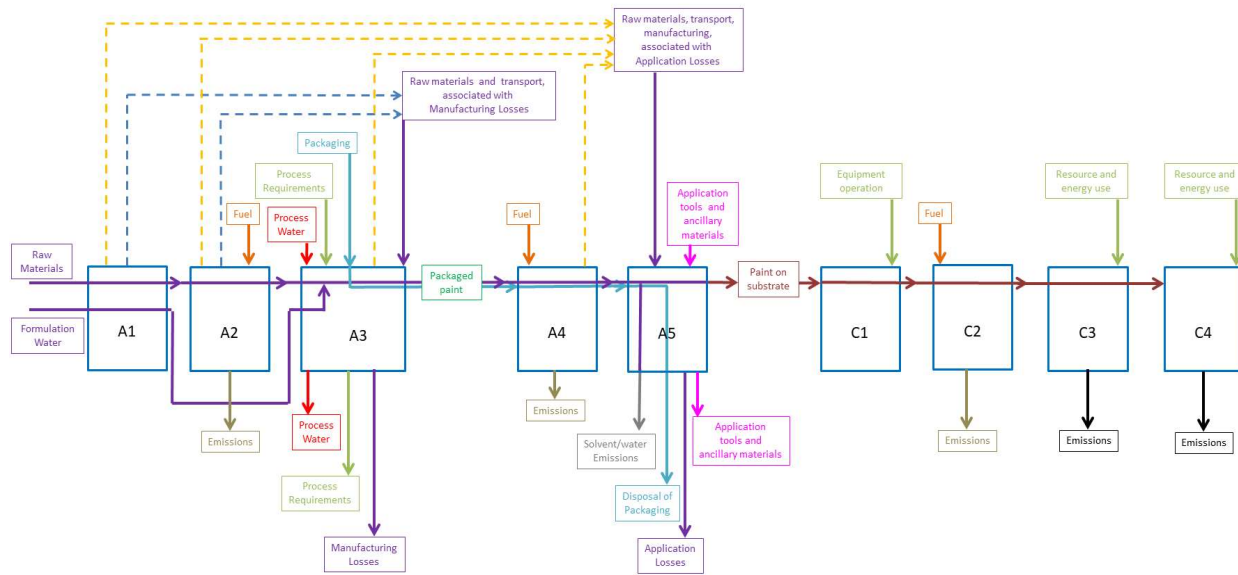 Raw materials, transport,
manufacturing,
associated with
Application Losses
Raw materials and transport,
associated with
Manufacturing Losses
Packaging
Process
Requirements
Fuel
Process
Water
Fuel
Application
tools and
ancillary
materials
Equipment
operation
Fuel
Resource and
energy use
Resource and
energy use
Raw
Materials
Formulation
Water
Packaged
paint
Paint on
substrate
A1
A2
A3
A4
A5
C1
C2
C3
C4
Emissions
Process
Water
Process
Requirements
Manufacturing
Losses
Emissions
Solvent/water
Emissions
Application
tools and
ancillary materials
Disposal of
Packaging
Application
Losses
Emissions
Emissions
Emissions